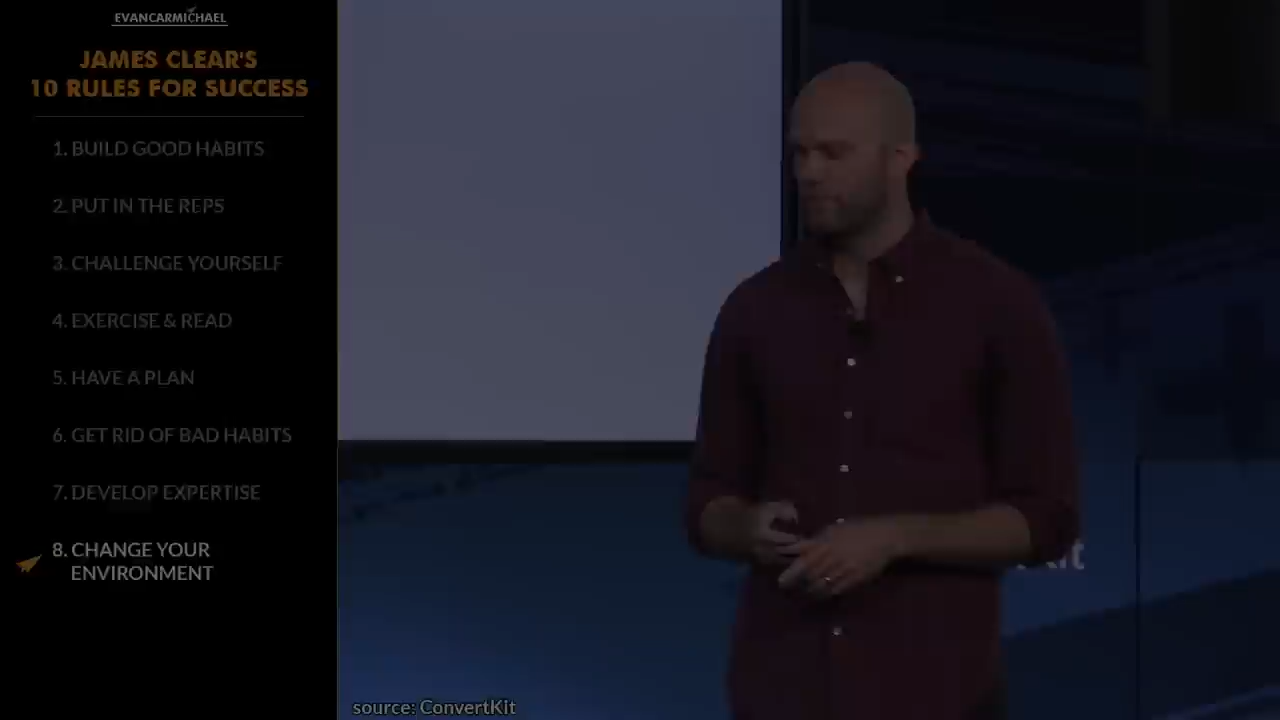 EVANCARMICHAEL
JAMES CLEAR'S
10 RULES FOR SUCCESS
1. BUILD GOOD HABITS
2. PUT IN THE REPS
3. CHALLENGE YOURSELF
4. EXERCISE & READ
5. HAVE A PLAN
6. GET RID OF BAD HABITS
7. DEVELOP EXPERTISE
8. CHANGE YOUR
ENVIRONMENT
source: ConvertKit